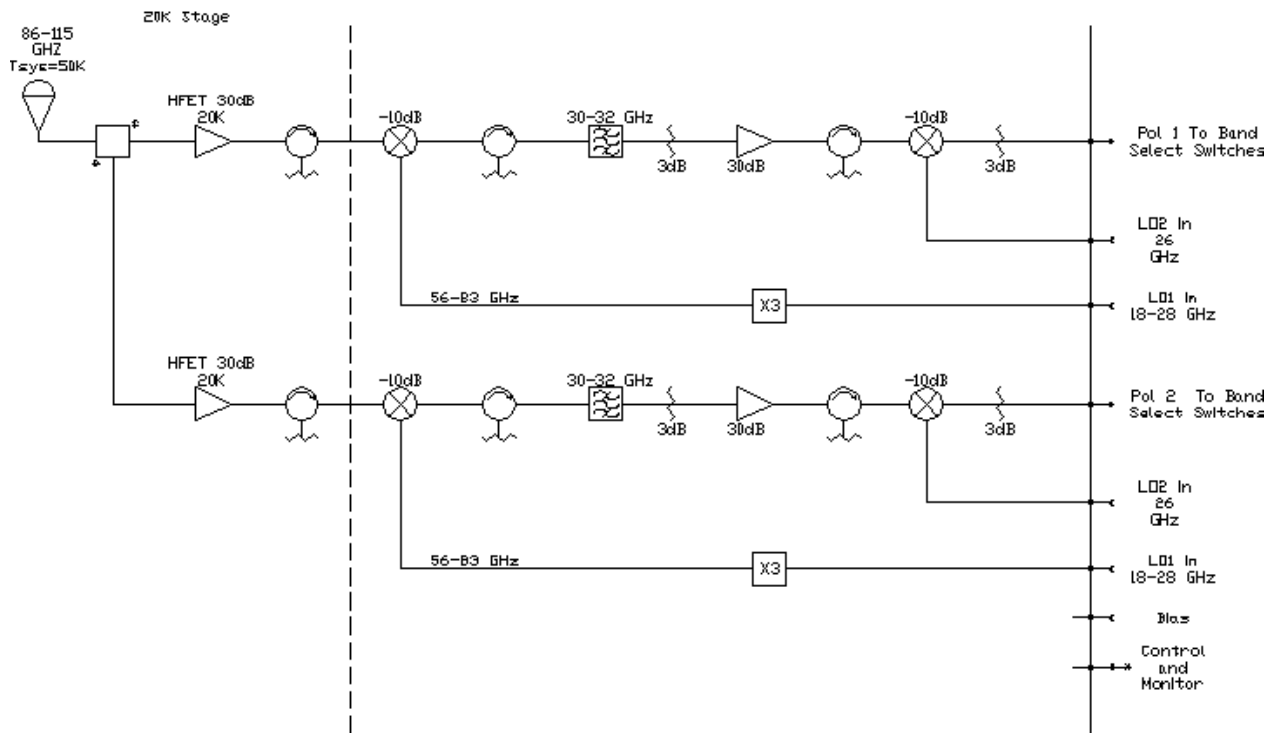 20K Stage
86-115
GHZ
Tsys=50K
HFET 30dB
20K
-10dB
30-32 GHz
3dB
30dB
-10dB
3dB
Pol 1 To Band
Select Switches
LO2 In
26
GHz
56-83 GHz
X3
LO1 In
18-28 GHz
HFET 30dB
20K
-10dB
30-32 GHz
3dB
30dB
-10dB
3dB
Pol 2 To Band
Select Switches
LO2 In
26
GHz
56-83 GHz
X3
LO1 In
18-28 GHz
Bias
Control
and
Monitor